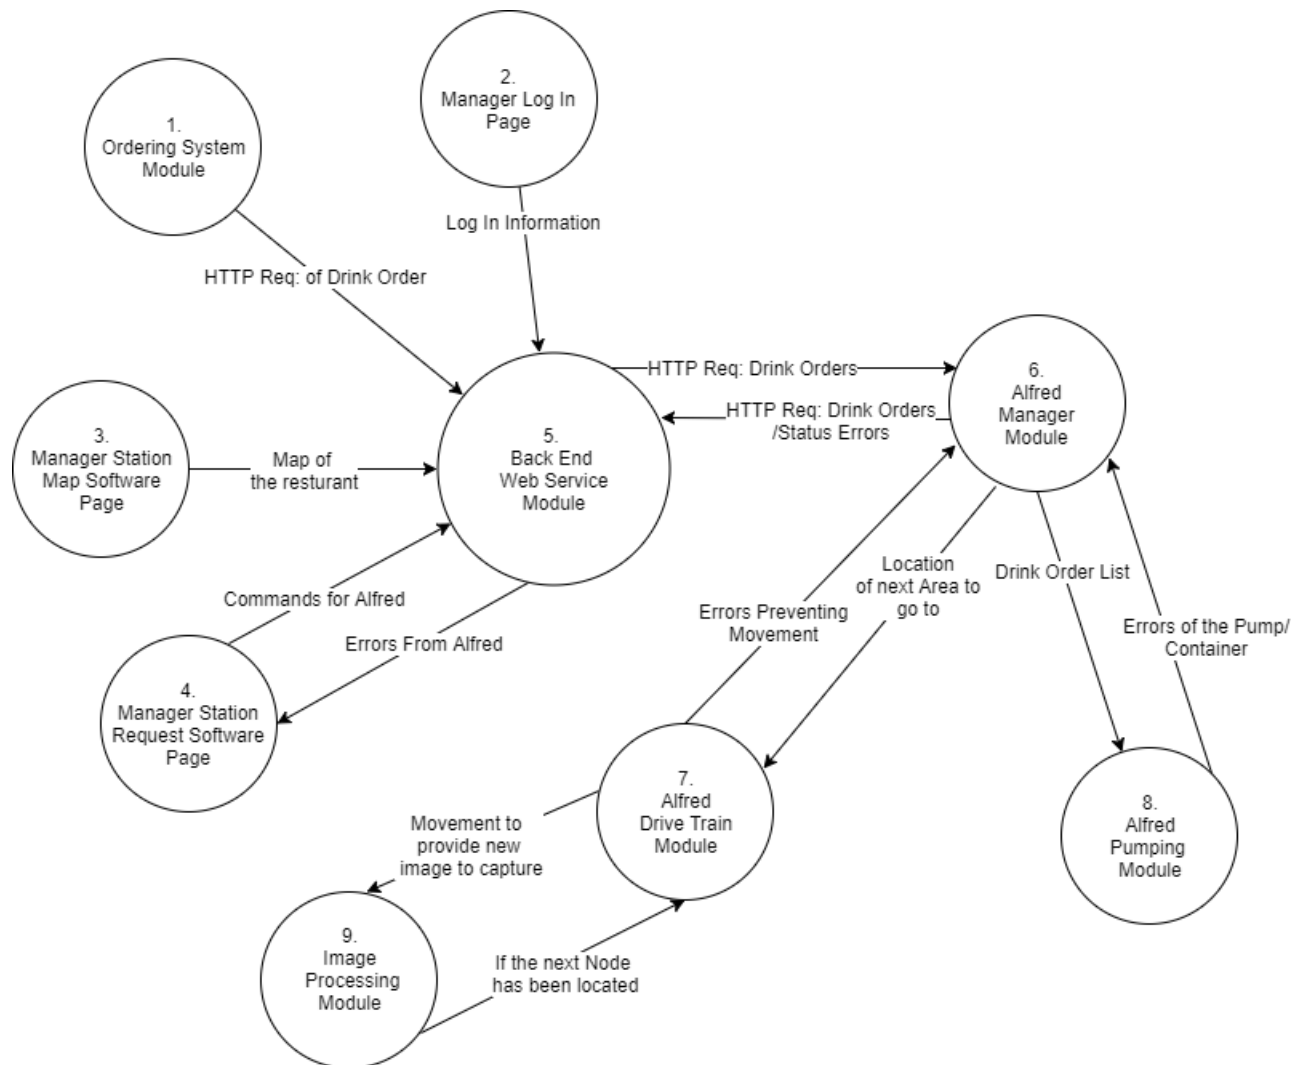 2.
Manager Log In
Page
1.
Ordering System
Module
Log In Information
HTTP Req: of Drink Order
HTTP Req: Drink Orders
HTTP Req: Drink Orders
/Status Errors
6.
Alfred
Manager
Module
3.
Manager Station
Map Software
Page
Map of
the resturant
5.
Back End
Web Service
Module
Commands for Alfred
Errors From Alfred
Errors Preventing
Movement
Location
of next Area to
go to
Drink Order List
Errors of the Pump/
Container
4.
Manager Station
Request Software
Page
7.
Alfred
Drive Train
Module
8.
Alfred
Pumping
Module
Movement to
provide new
image to capture
9.
Image
Processing
Module
If the next Node
has been located